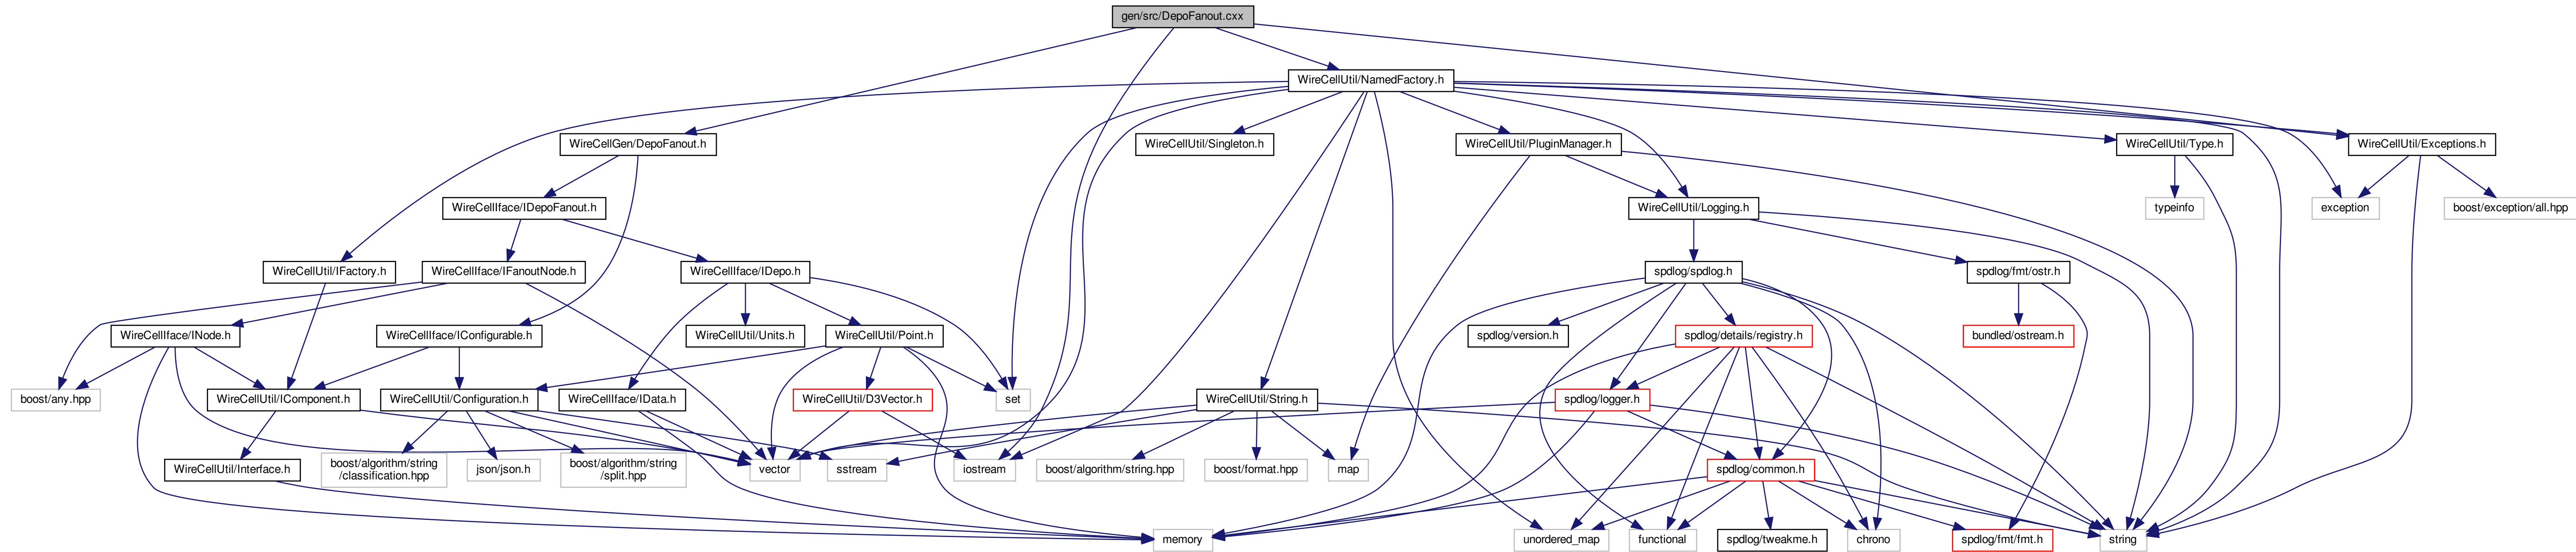 gen/src/DepoFanout.cxx
WireCellUtil/NamedFactory.h
WireCellGen/DepoFanout.h
WireCellUtil/Singleton.h
WireCellUtil/PluginManager.h
WireCellUtil/Type.h
WireCellUtil/Exceptions.h
WireCellIface/IDepoFanout.h
WireCellUtil/Logging.h
typeinfo
exception
boost/exception/all.hpp
WireCellUtil/IFactory.h
WireCellIface/IFanoutNode.h
WireCellIface/IDepo.h
spdlog/spdlog.h
spdlog/fmt/ostr.h
WireCellIface/INode.h
WireCellIface/IConfigurable.h
WireCellUtil/Units.h
WireCellUtil/Point.h
spdlog/version.h
spdlog/details/registry.h
bundled/ostream.h
boost/any.hpp
WireCellUtil/IComponent.h
WireCellUtil/Configuration.h
WireCellIface/IData.h
WireCellUtil/D3Vector.h
set
WireCellUtil/String.h
spdlog/logger.h
WireCellUtil/Interface.h
boost/algorithm/string
/classification.hpp
json/json.h
boost/algorithm/string
/split.hpp
vector
sstream
iostream
boost/algorithm/string.hpp
boost/format.hpp
map
spdlog/common.h
memory
unordered_map
functional
spdlog/tweakme.h
chrono
spdlog/fmt/fmt.h
string